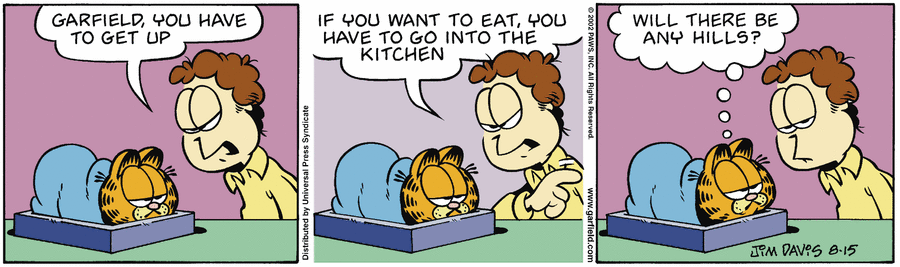 GARFIELD, YOU HAVE
TO GET UP
Distributed by Universal Press Syndicate
IF YOU WANT TO EAT, YOU
HAVE TO GO INTO THE
KITCHEN
© 2002 PAWS, INC. All Rights Reserved.
www.garfield.com
WILL THERE BE
ANY HILLS?
JIM DAVIS 8-15